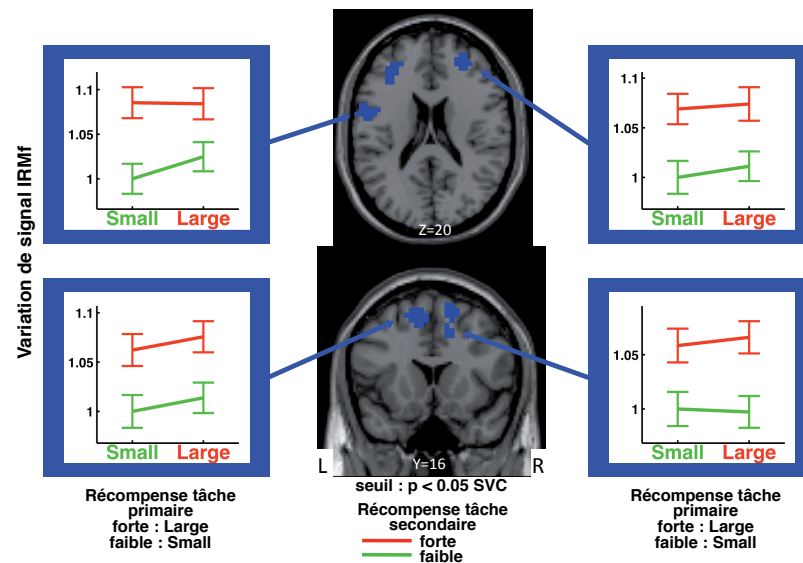 Variation de signal IRMf
1.1
1.05
1
Small Large
Z=20
1.1
1.05
1
Small Large
1.1
1.05
1
Small Large
L Y=16 R
1.05
1
Small Large
Récompense tâche
primaire
forte : Large
faible : Small
seuil : p < 0.05 SVC
Récompense tâche
secondaire
forte
faible
Récompense tâche
primaire
forte : Large
faible : Small